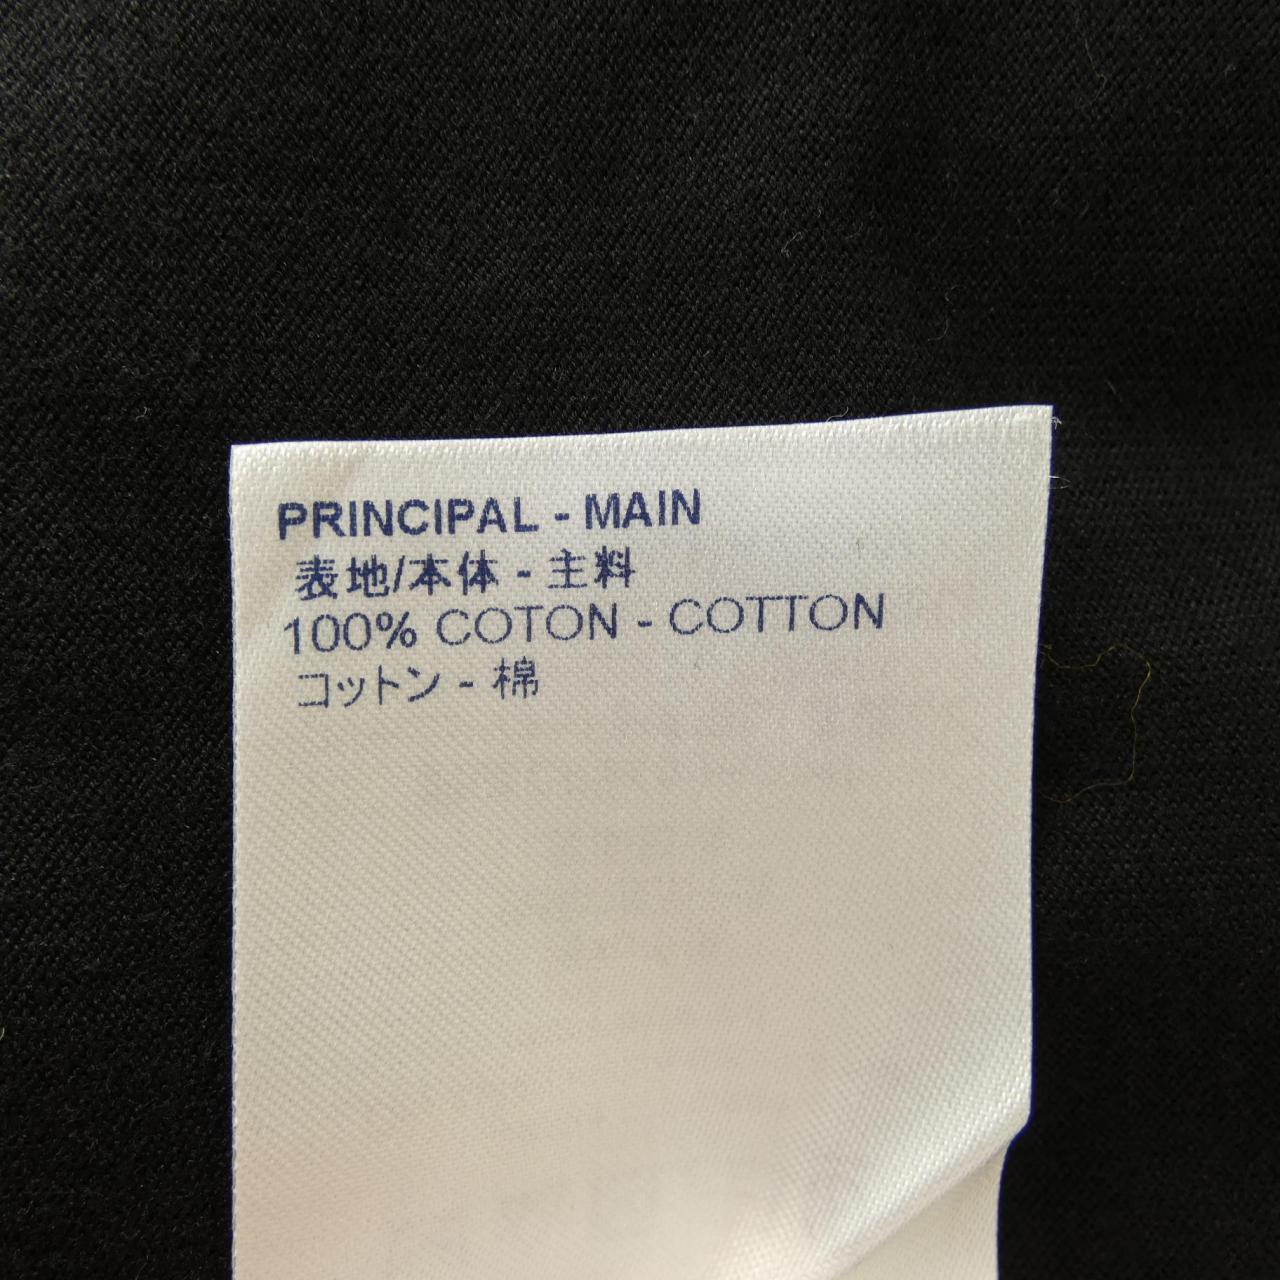 PRINCIPAL - MAIN
表地/本体 - 主料
100% COTON - COTTON
コットン - 棉